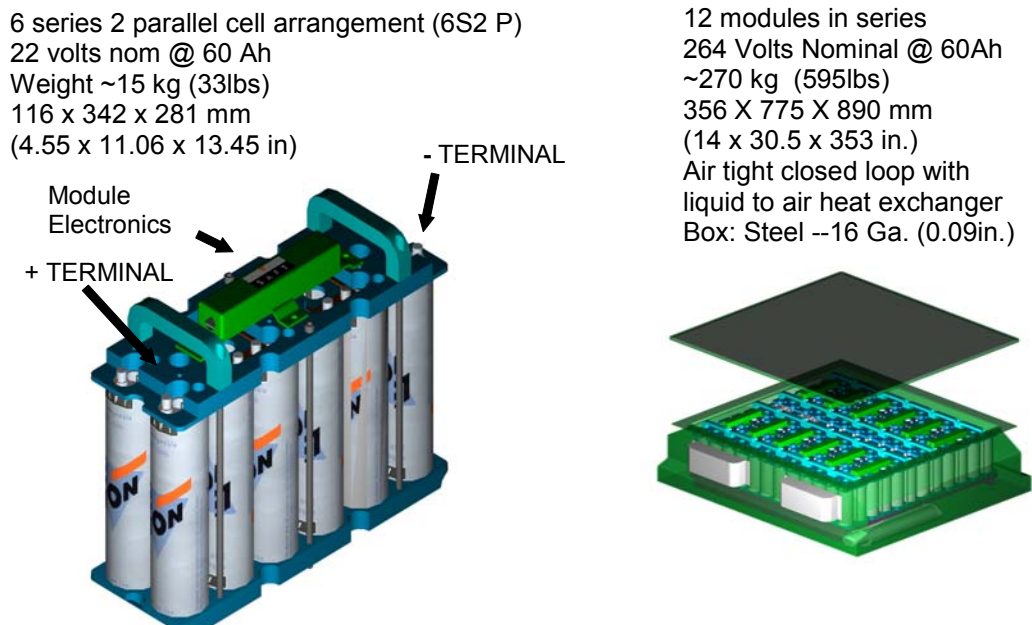 6 series 2 parallel cell arrangement (6S2 P)
22 volts nom @ 60 Ah
Weight ~15 kg (33lbs)
116 x 342 x 281 mm
(4.55 x 11.06 x 13.45 in)
- TERMINAL
Module
Electronics
+ TERMINAL
SAFT
ON
ON
12 modules in series
264 Volts Nominal @ 60Ah
~270 kg (595lbs)
356 X 775 X 890 mm
(14 x 30.5 x 353 in.)
Air tight closed loop with
liquid to air heat exchanger
Box: Steel --16 Ga. (0.09in.)